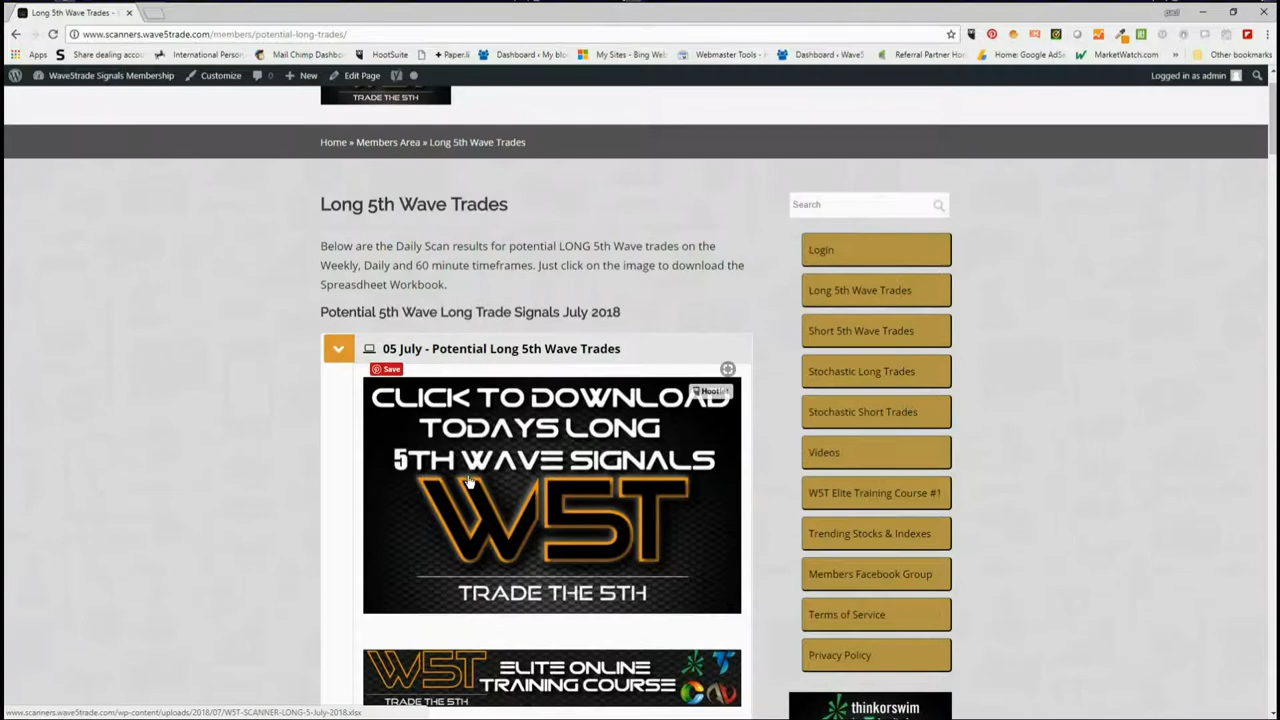 Long 5th Wave Trades -
www.scanners.wave5trade.com/members/potential-long-trades/
Apps
Share dealing accou
International Person
Mail Chimp Dashbo
HootSuite
+ Paper.li
Dashboard ‹ My blo
My Sites - Bing Web
Webmaster Tools -
Dashboard ‹ Wave5
Referral Partner Hor
Home: Google AdSe
MarketWatch.com
»
Other bookmarks
Wave5trade Signals Membership
Customize
0
New
Edit Page
Logged in as admin
TRADE THE 5TH
Home » Members Area » Long 5th Wave Trades
Long 5th Wave Trades
Below are the Daily Scan results for potential LONG 5th Wave trades on the
Weekly, Daily and 60 minute timeframes. Just click on the image to download the
Spreasdheet Workbook.
Potential 5th Wave Long Trade Signals July 2018
05 July - Potential Long 5th Wave Trades
Save
CLICK TO DOWNLOAD
TODAYS LONG
5TH WAVE SIGNALS
W5T
TRADE THE 5TH
W5T
TRADE THE 5TH
ELITE ONLINE
TRAINING COURSE
Search
Login
Long 5th Wave Trades
Short 5th Wave Trades
Stochastic Long Trades
Stochastic Short Trades
Videos
W5T Elite Training Course #1
Trending Stocks & Indexes
Members Facebook Group
Terms of Service
Privacy Policy
thinkorswim
www.scanners.wave5trade.com/wp-content/uploads/2018/07/W5T-SCANNER-LONG-5-July-2018.xlsx